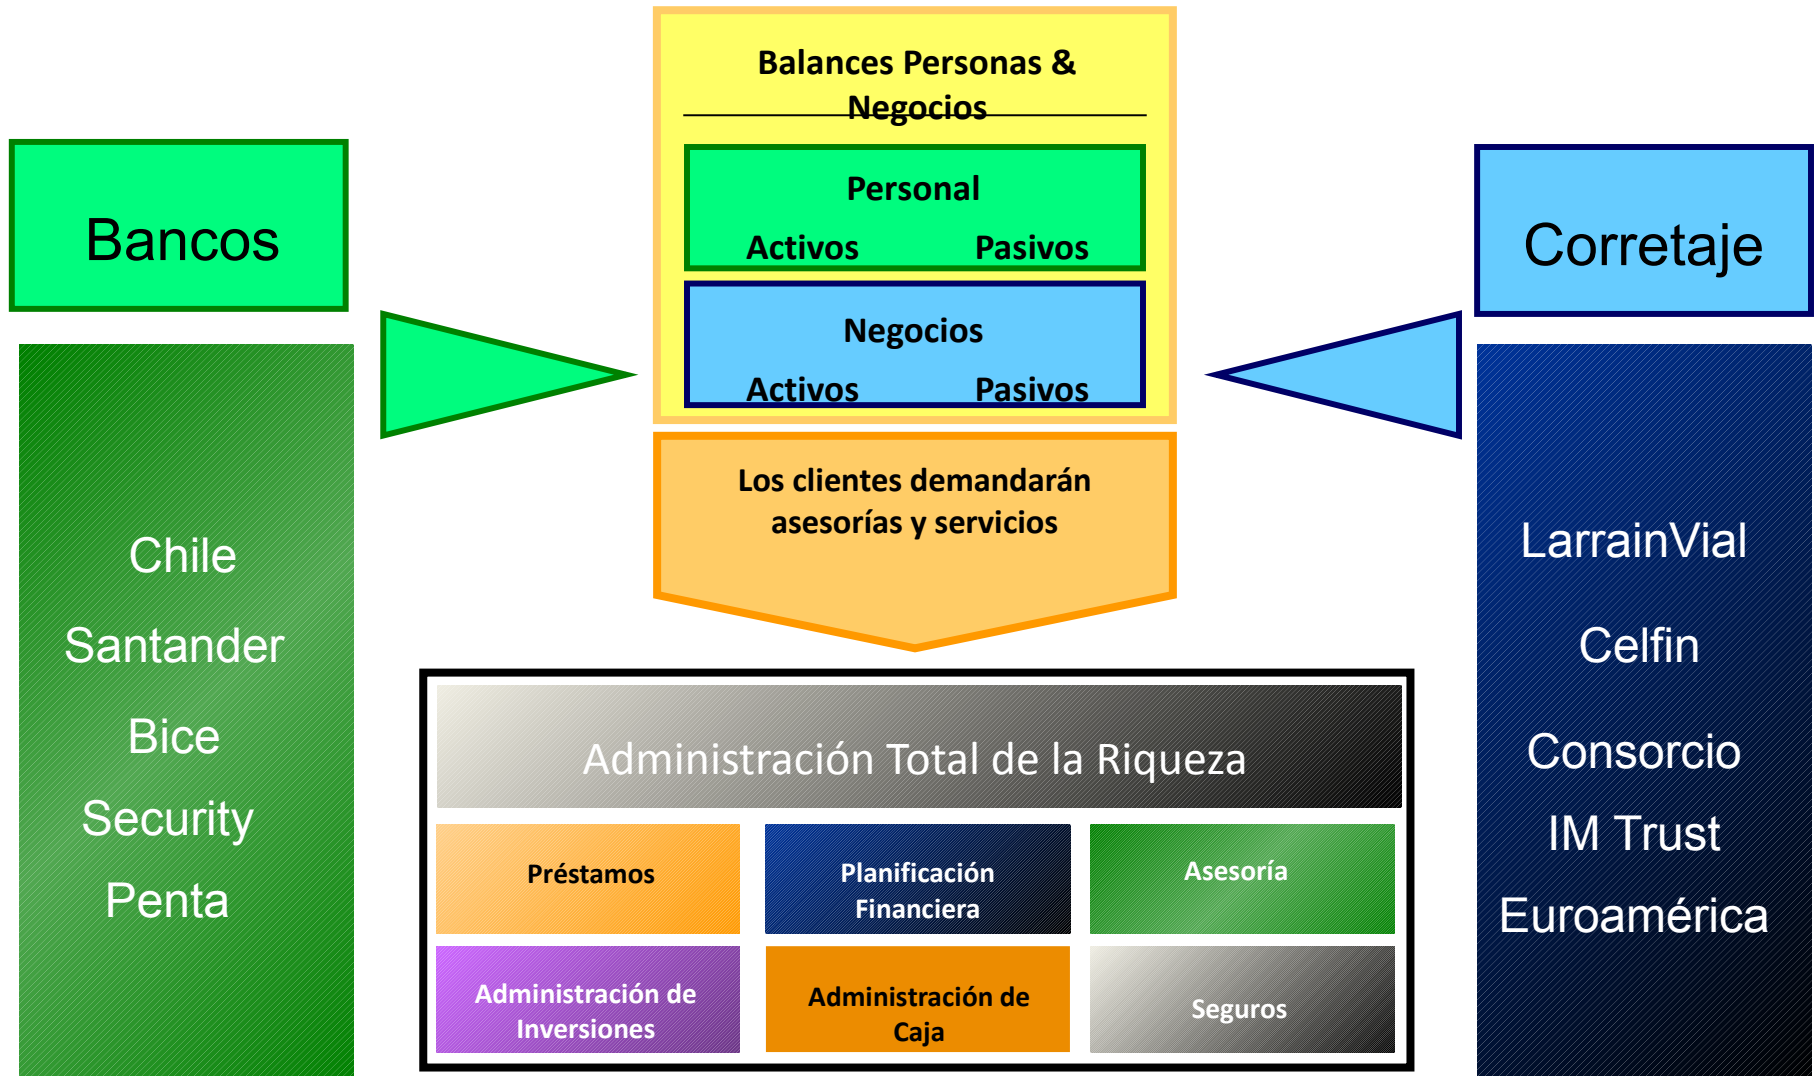 Balances Personas &
Negocios
Personal
Activos Pasivos
Negocios
Activos Pasivos
Bancos
Chile
Santander
Bice
Security
Penta
Corretaje
LarrainVial
Celfin
Consorcio
IM Trust
Euroamérica
Los clientes demandarán
asesorías y servicios
Administración Total de la Riqueza
Préstamos
Planificación
Financiera
Asesoría
Administración de
Inversiones
Administración de
Caja
Seguros